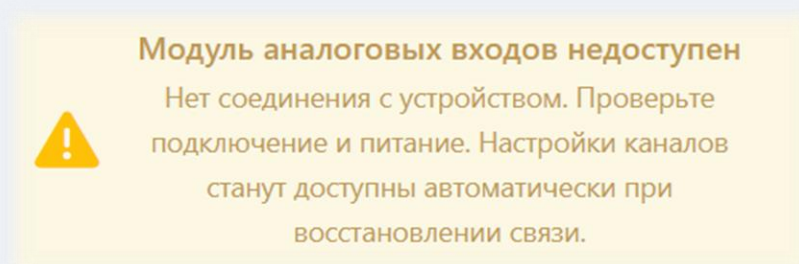 Модуль аналоговых входов недоступен
Нет соединения с устройством. Проверьте
подключение и питание. Настройки каналов
станут доступны автоматически при
восстановлении связи.